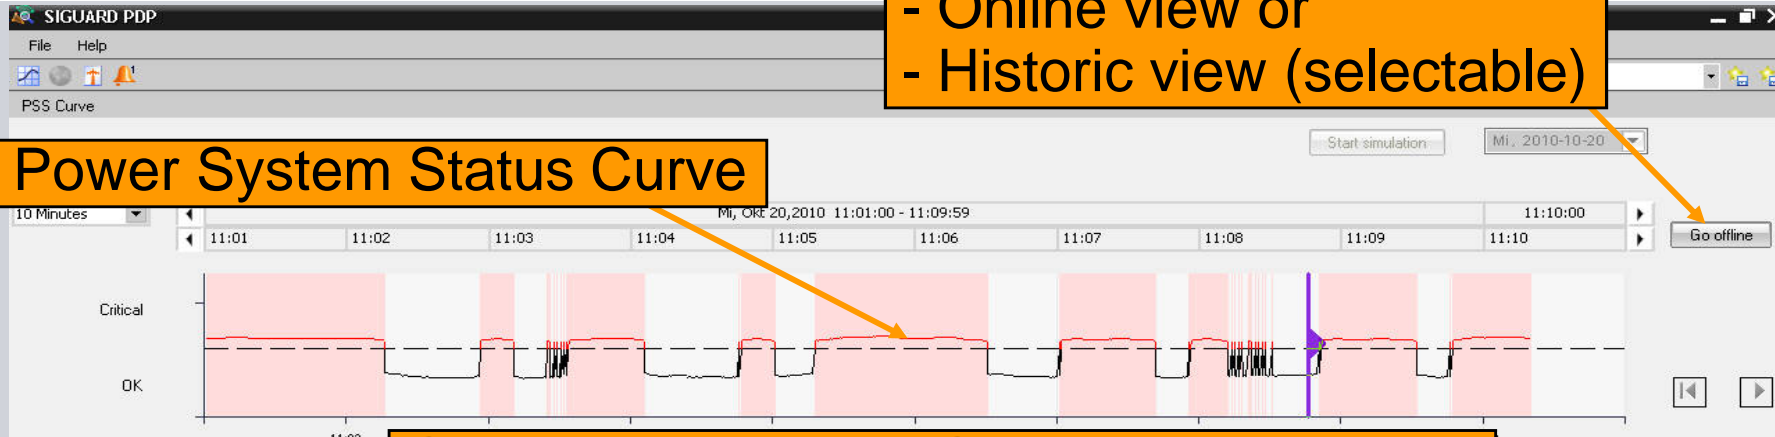 SIGUARD PDP
- Online view or
File Help
- Historic view (selectable)
PSS Curve
Start simulation
Mi, 2010-10-20
Power System Status Curve
10 Minutes
Mi, Okt 20,2010 11:01:00 - 11:09:59
11:10:00
11:01 11:02 11:03 11:04 11:05 11:06 11:07 11:08 11:09 11:10
Go offline
Critical
OK